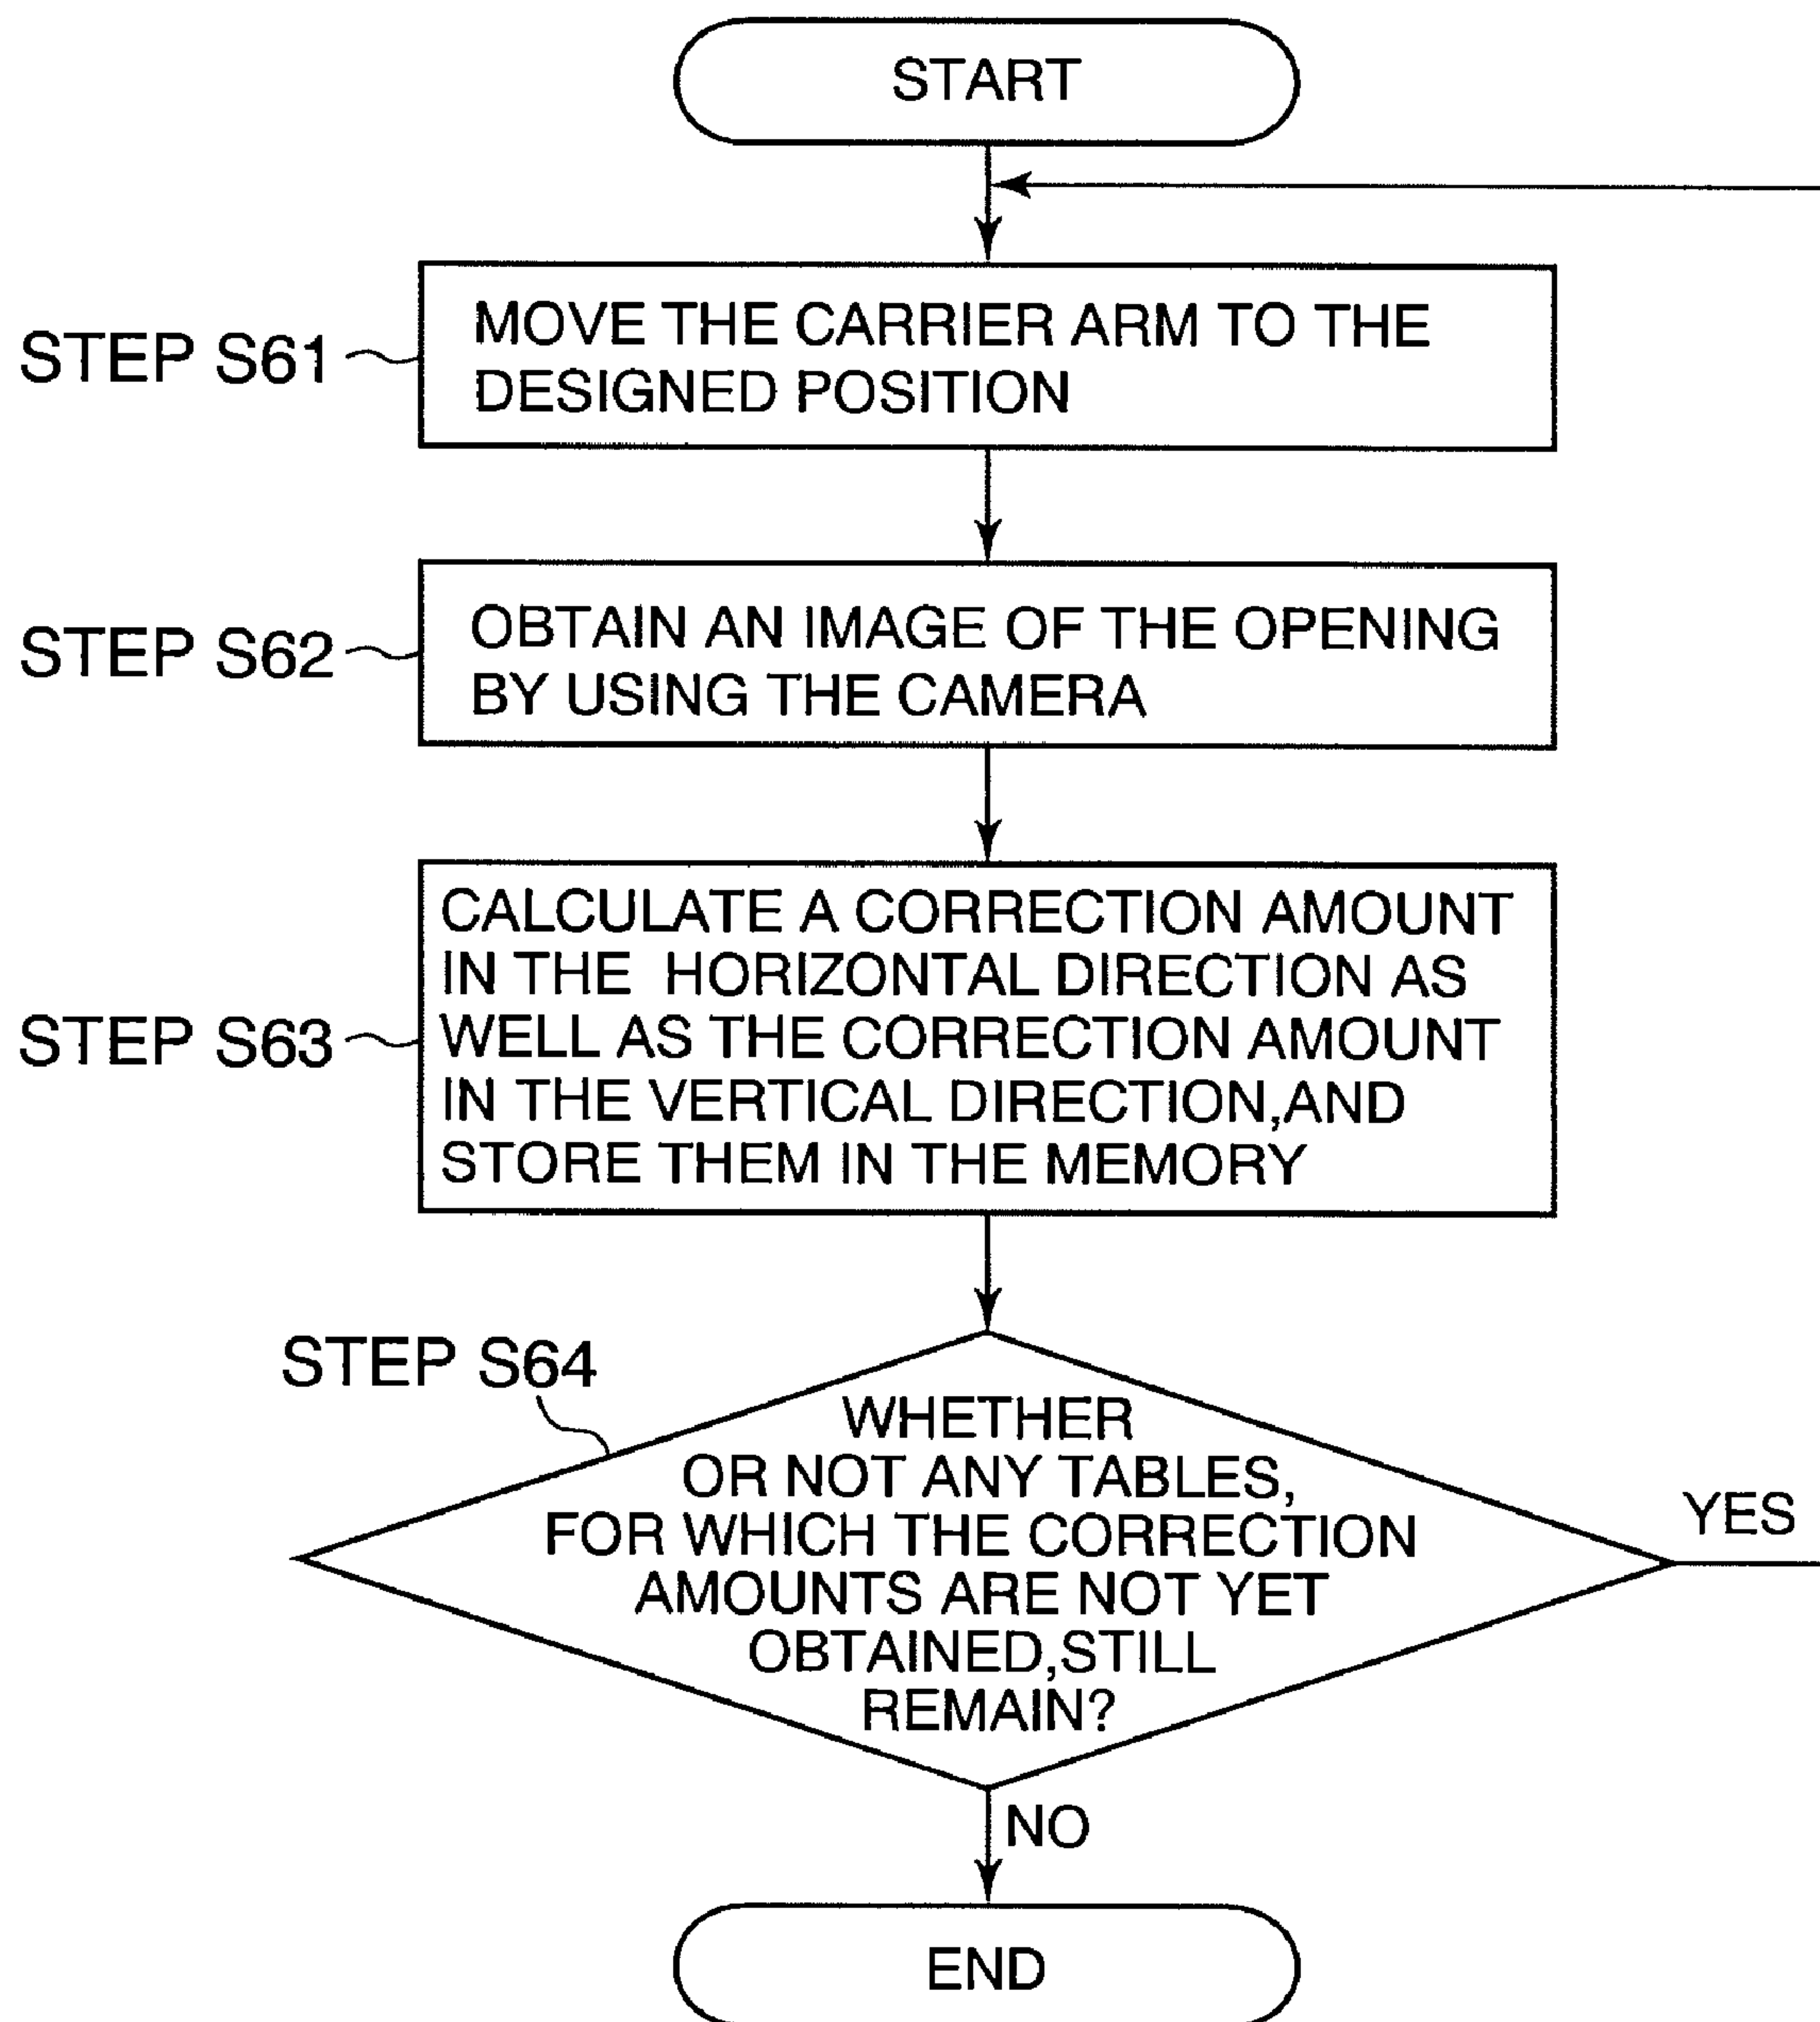 START
STEP S61
MOVE THE CARRIER ARM TO THE
DESIGNED POSITION
STEP S62
OBTAIN AN IMAGE OF THE OPENING
BY USING THE CAMERA
STEP S63
CALCULATE A CORRECTION AMOUNT
IN THE HORIZONTAL DIRECTION AS
WELL AS THE CORRECTION AMOUNT
IN THE VERTICAL DIRECTION,AND
STORE THEM IN THE MEMORY
STEP S64
WHETHER
OR NOT ANY TABLES,
FOR WHICH THE CORRECTION
AMOUNTS ARE NOT YET
OBTAINED,STILL
REMAIN?
YES
NO
END